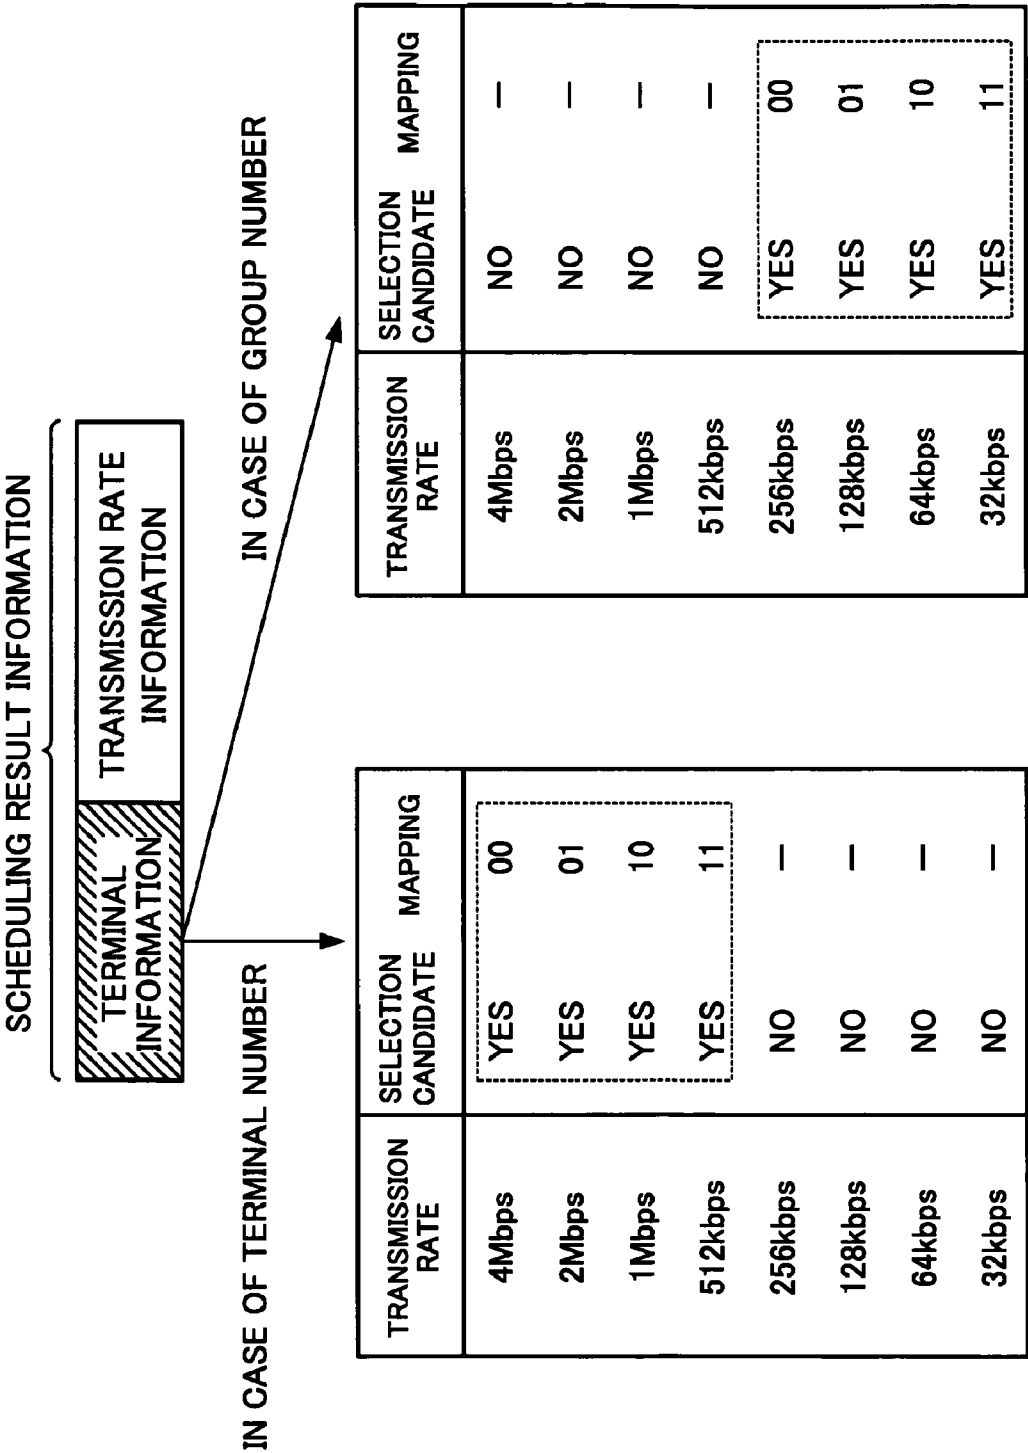 SCHEDULING RESULT INFORMATION
TERMINAL
INFORMATION
TRANSMISSION RATE
INFORMATION
IN CASE OF TERMINAL NUMBER
IN CASE OF GROUP NUMBER
TRANSMISSION
RATE
SELECTION
CANDIDATE
MAPPING
4Mbps YES 00
2Mbps YES 01
1Mbps YES 10
512kbps YES 11
256kbps NO —
128kbps NO —
64kbps NO —
32kbps NO —
TRANSMISSION
RATE
SELECTION
CANDIDATE
MAPPING
4Mbps NO —
2Mbps NO —
1Mbps NO —
512kbps NO —
256kbps YES 00
128kbps YES 01
64kbps YES 10
32kbps YES 11